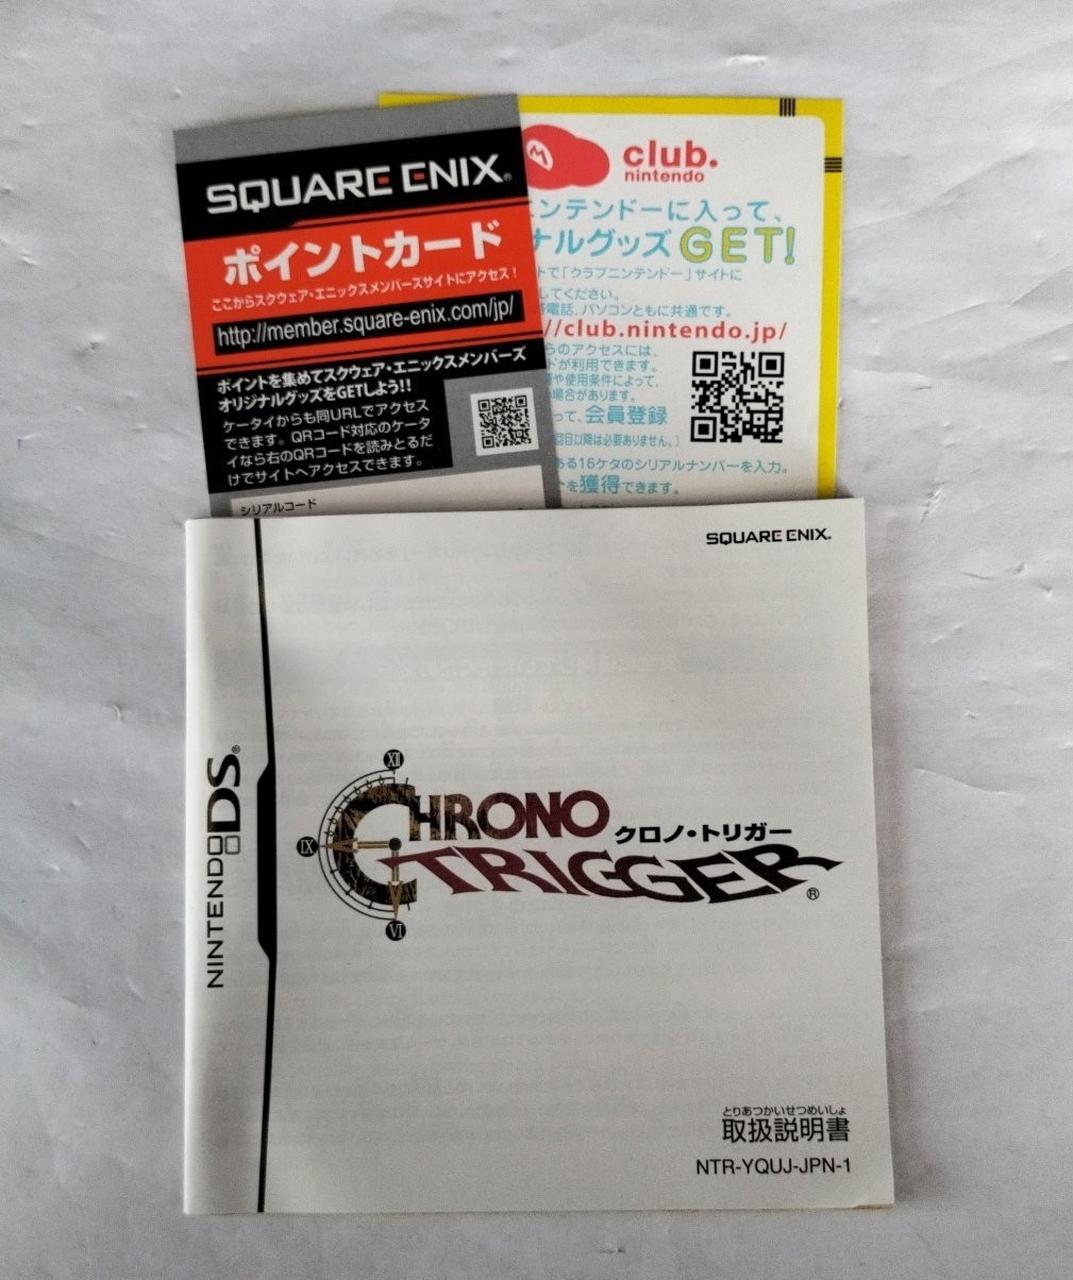 SQUARE ENIX®
ポイントカード
ここからスクウェア・エニックスメンバーズサイトにアクセス!
http://member.square-enix.com/jp/
ポイントを集めてスクウェア・エニックスメンバーズ
オリジナルグッズをGETしよう!!
ケータイからも同URLでアクセス
できます。QRコード対応のケータ
イなら右のQRコードを読みとるだ
けでサイトへアクセスできます。
シリアルコード
M
club.
nintendo
ンテンドーに入って、
ナルグッズGET!
トで「クラブニンテンドー」サイトに
してください。
電話、パソコンともに共通です。
//club.nintendo.jp/
らのアクセスには、
ドが利用できます。
や使用条件によって、
場合があります。
って、会員登録
回目以降は必要ありません。)
ある16ケタのシリアルナンバーを入力。
を獲得できます。
SQUARE ENIX.
NINTENDO DS®
XII
IX
VI
CHRONO
クロノ・トリガー
TRIGGER®
とりあつかいせつめいしょ
取扱説明書
NTR-YQUJ-JPN-1